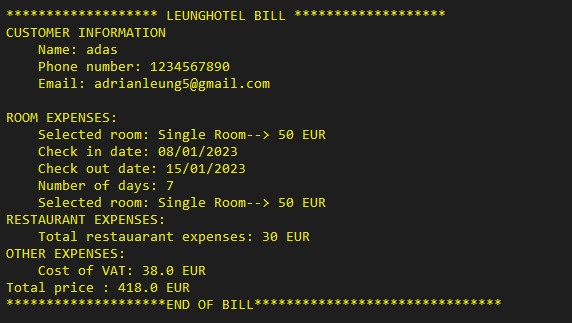 ******************* LEUNGHOTEL BILL *******************
CUSTOMER INFORMATION
Name: adas
Phone number: 1234567890
Email: adrianleung5@gmail.com
ROOM EXPENSES:
Selected room: Single Room--> 50 EUR
Check in date: 08/01/2023
Check out date: 15/01/2023
Number of days: 7
Selected room: Single Room--> 50 EUR
RESTAURANT EXPENSES:
Total restauarant expenses: 30 EUR
OTHER EXPENSES:
Cost of VAT: 38.0 EUR
Total price : 418.0 EUR
********************END OF BILL*******************************